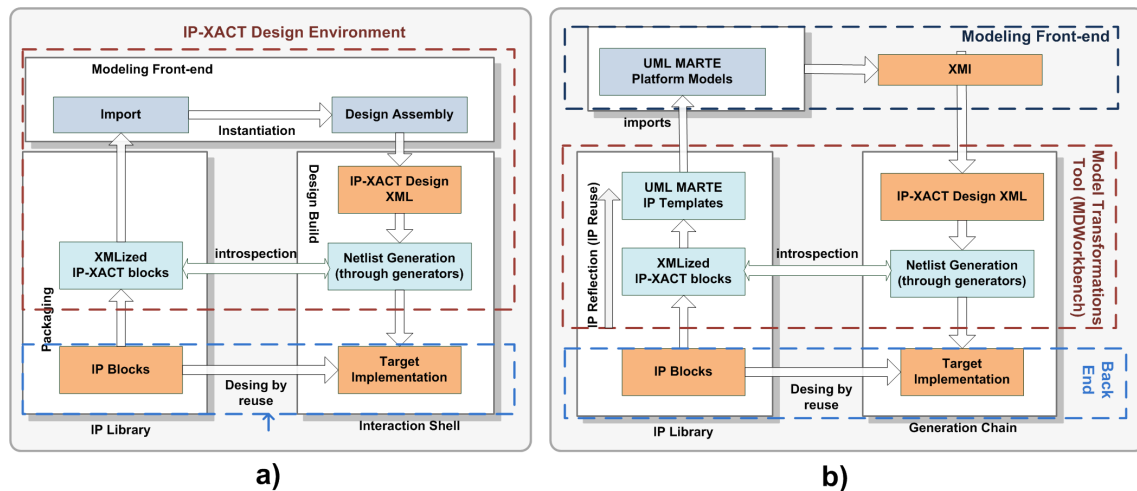 IP-XACT Design Environment
Modeling Front-end
Import
Instantiation
Design Assembly
Design Build
IP-XACT Design
XML
XMLized
IP-XACT blocks
introspection
Netlist Generation
(through generators)
Packaging
IP Blocks
Desing by
reuse
Target
Implementation
IP Library
Interaction Shell
a)
Modeling Front-end
UML MARTE
Platform Models
XMI
imports
IP Reflection (IP Reuse)
UML MARTE
IP Templates
IP-XACT Design XML
Model Transformations
Tool (MDWorkbench)
XMLized
IP-XACT blocks
introspection
Netlist Generation
(through generators)
IP Blocks
Desing by
reuse
Target
Implementation
Back
End
IP Library
Generation Chain
b)